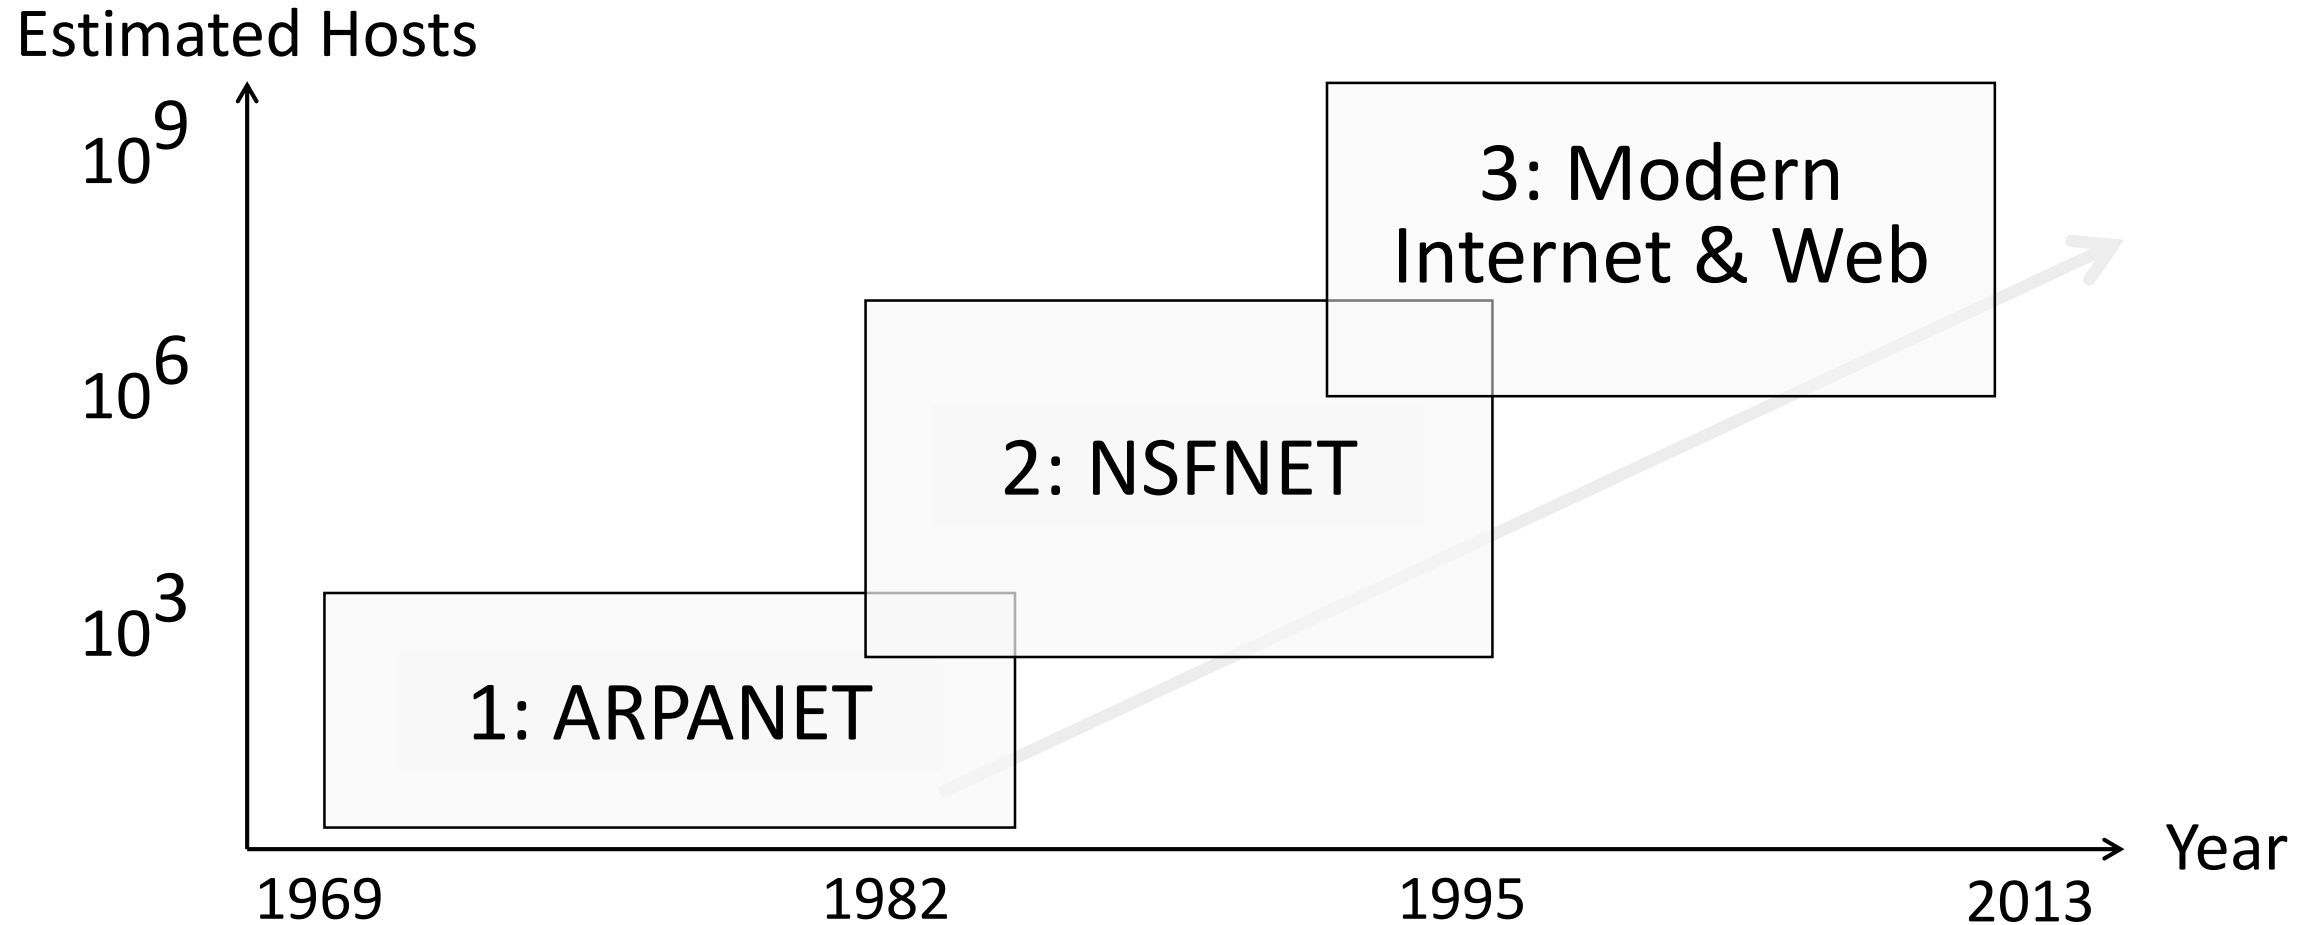 Estimated Hosts
10^9
3: Modern
Internet & Web
10^6
2: NSFNET
10^3
1: ARPANET
Year
1969 1982 1995 2013